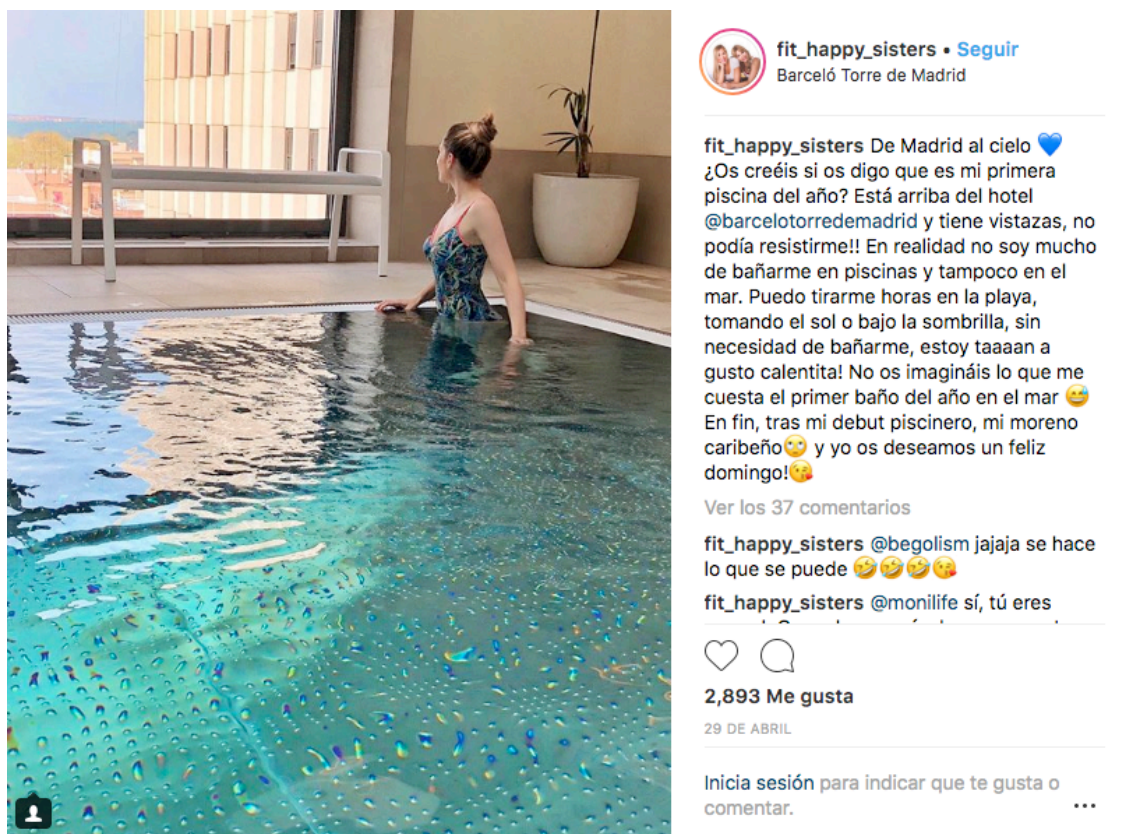 fit_happy_sisters • Seguir
Barceló Torre de Madrid
fit_happy_sisters De Madrid al cielo 💙
¿Os creéis si os digo que es mi primera
piscina del año? Está arriba del hotel
@barcelotorredemadrid y tiene vistazas, no
podía resistirme!! En realidad no soy mucho
de bañarme en piscinas y tampoco en el
mar. Puedo tirarme horas en la playa,
tomando el sol o bajo la sombrilla, sin
necesidad de bañarme, estoy taaaan a
gusto calentita! No os imagináis lo que me
cuesta el primer baño del año en el mar 😅
En fin, tras mi debut piscinero, mi moreno
caribeño🙄 y yo os deseamos un feliz
domingo!😘
Ver los 37 comentarios
fit_happy_sisters @begolism jajaja se hace
lo que se puede 🤣🤣🤣😘
fit_happy_sisters @monilife sí, tú eres
2,893 Me gusta
29 DE ABRIL
Inicia sesión para indicar que te gusta o
comentar.